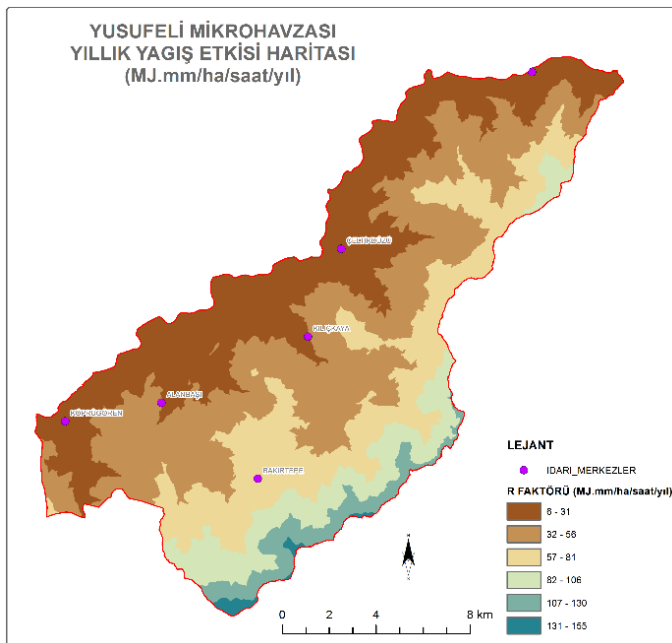 YUSUFELİ MİKROHAVZASI
YILLIK YAGIŞ ETKİSİ HARİTASI
(MJ.mm/ha/saat/yıl)
KILIÇKAYA
ALANBAŞI
KÖPRÜGÖREN
BAKIRTEPE
LEJANT
IDARI_MERKEZLER
R FAKTÖRÜ (MJ.mm/ha/saat/yıl)
6 - 31
32 - 56
57 - 81
82 - 106
107 - 130
131 - 155
0 2 4 8 km